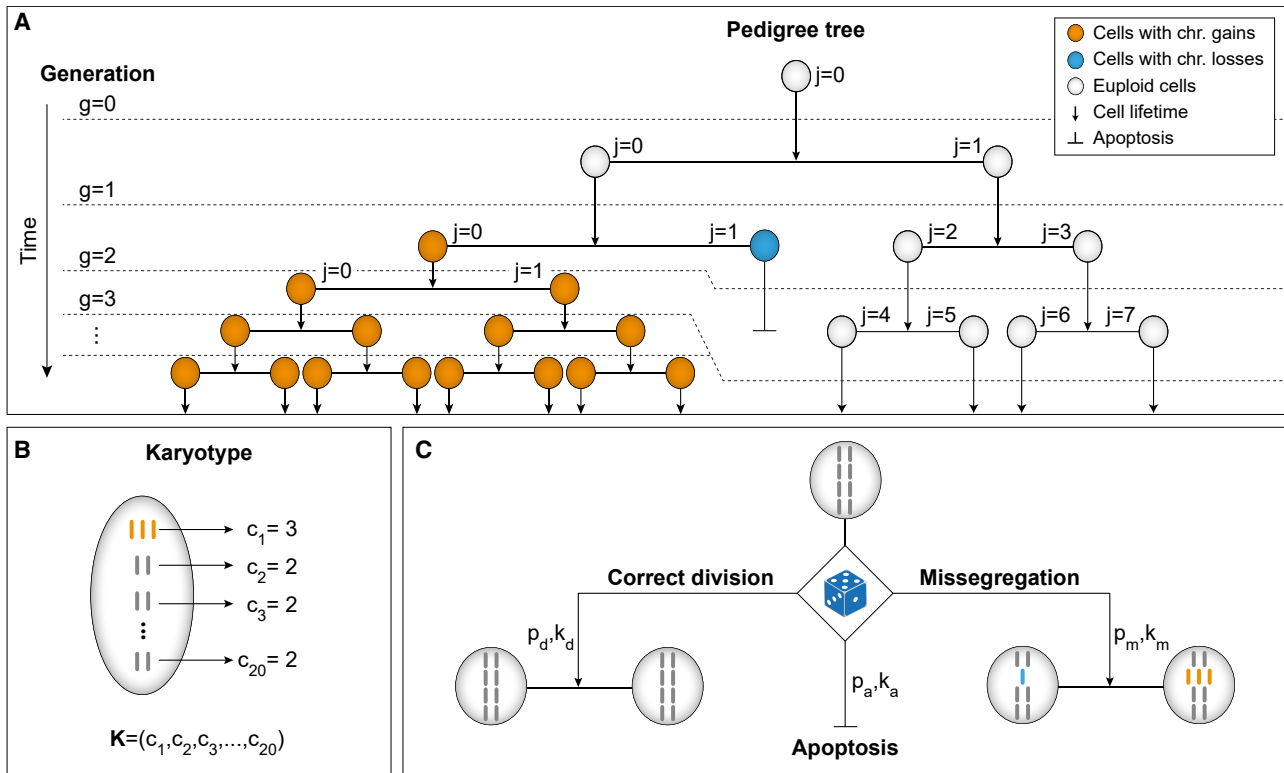 A
Pedigree tree
Cells with chr. gains
Cells with chr. losses
Euploid cells
Cell lifetime
Apoptosis
Generation
Time
j=0
g=0
j=0 j=1
g=1
j=0 j=1 j=2 j=3
g=2
j=0 j=1
g=3
j=4 j=5 j=6 j=7
⋮
B
Karyotype
c1= 3
c2= 2
c3= 2
⋮
c20= 2
K=(c1,c2,c3,...,c20)
C
Correct division
Missegregation
pd,kd
pm,km
pa,ka
Apoptosis